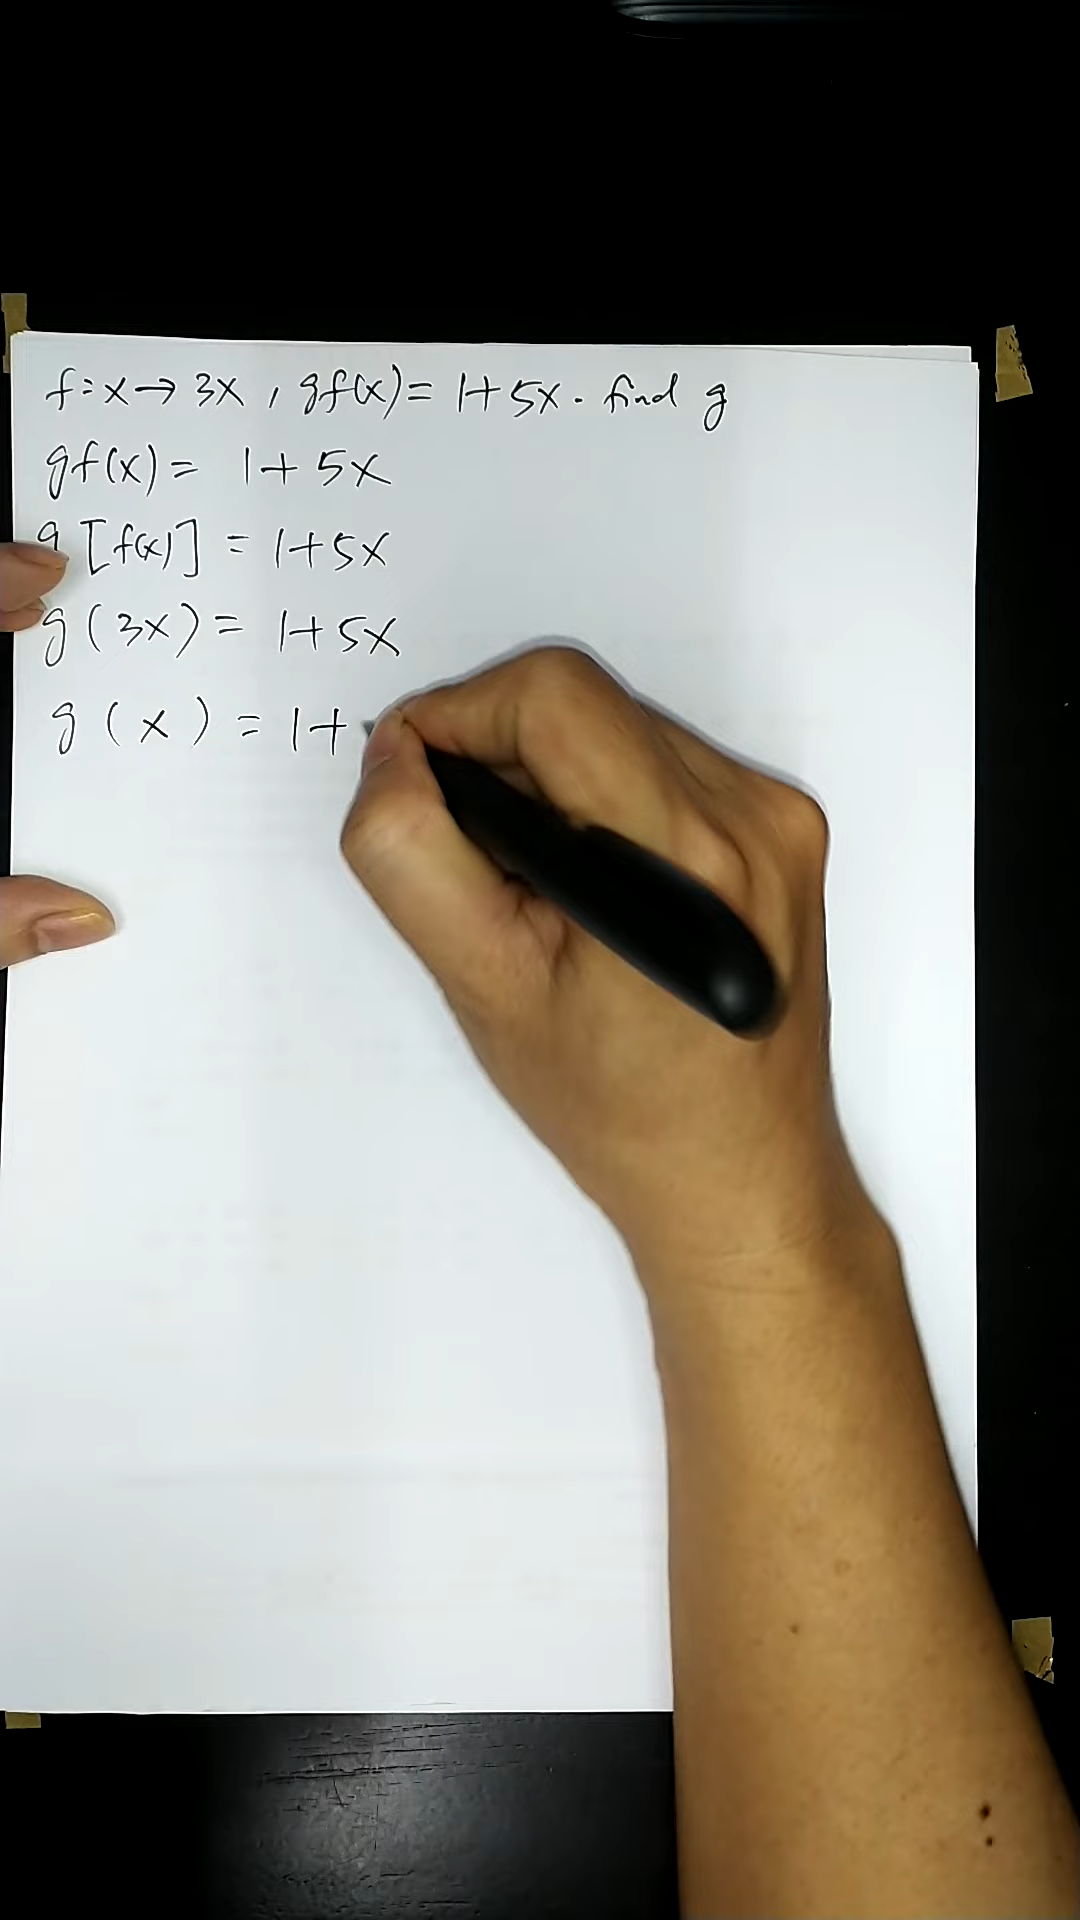 f:x→3x, gf(x)= 1+5x. find g
gf(x)= 1+5x
g[f(x)] = 1+5x
g(3x)= 1+5x
g(x) = 1+